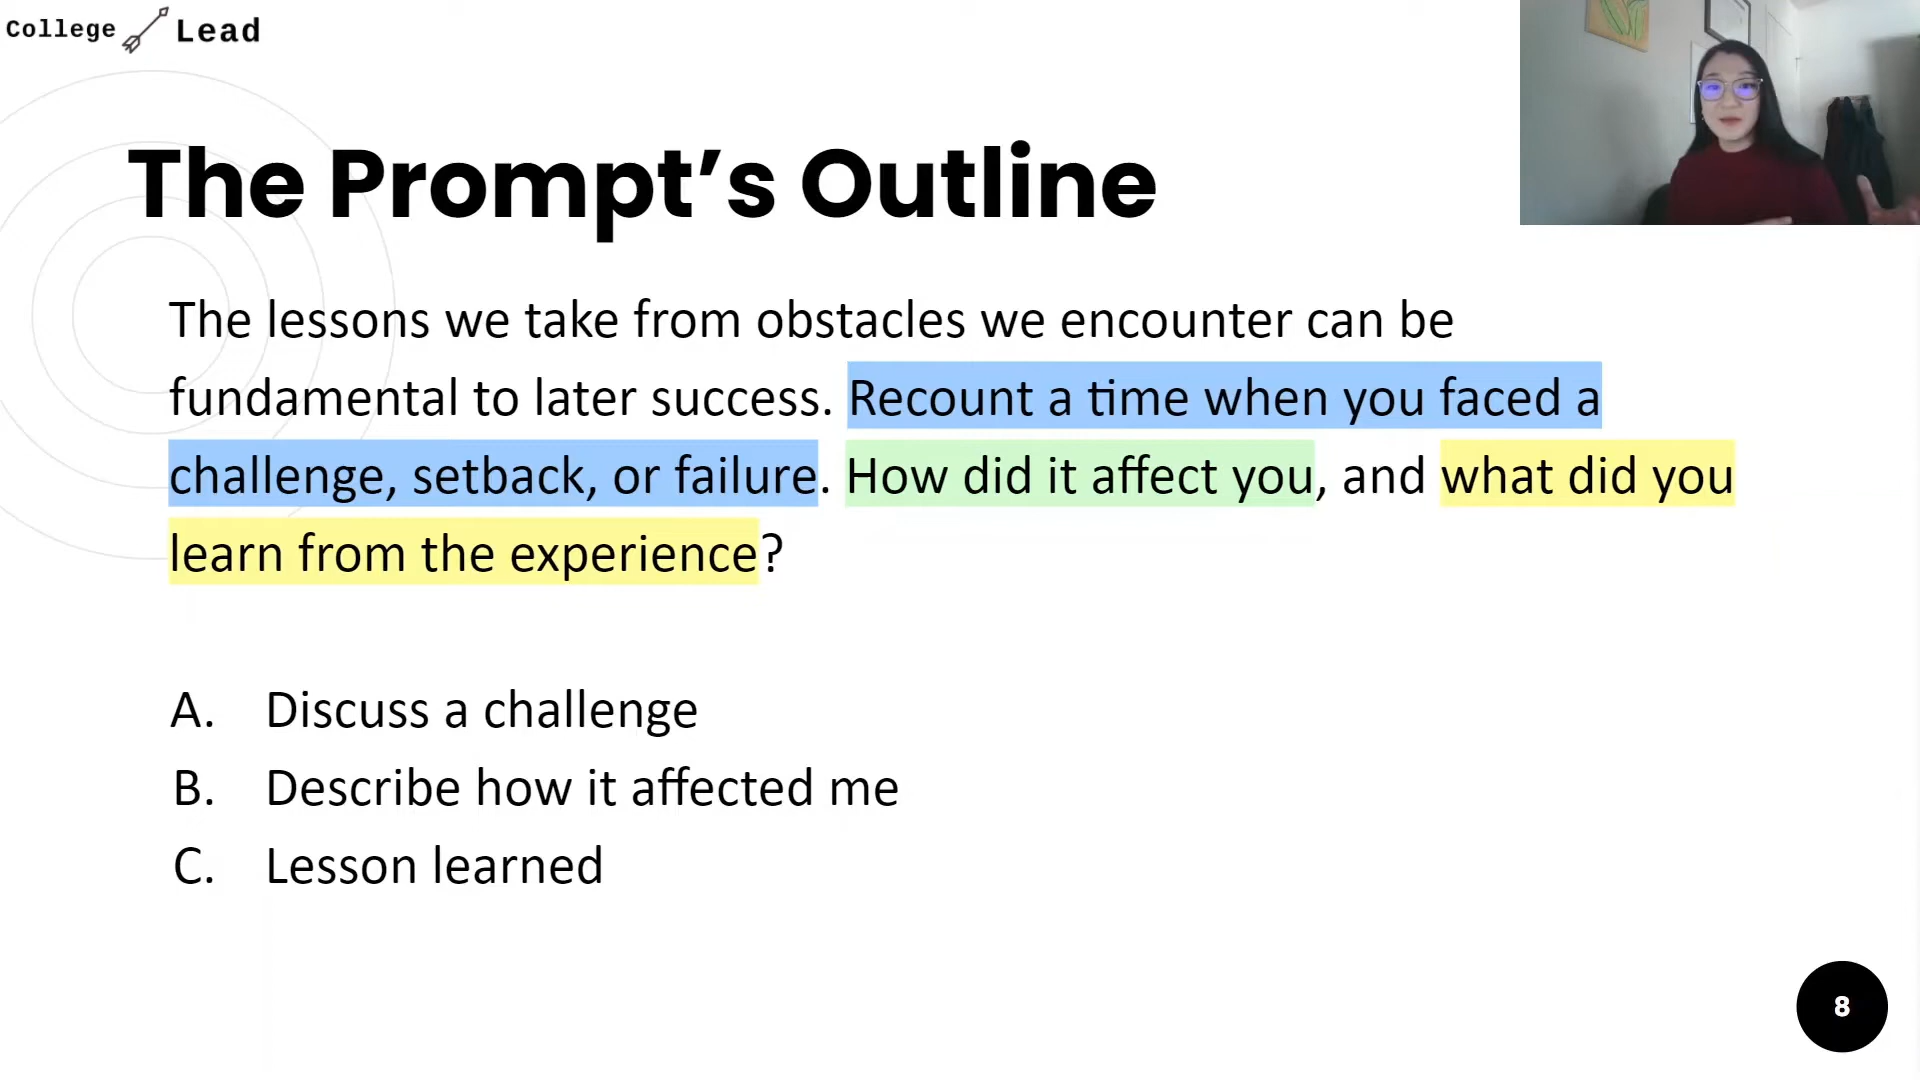 College Lead
The Prompt’s Outline
The lessons we take from obstacles we encounter can be
fundamental to later success. Recount a time when you faced a
challenge, setback, or failure. How did it affect you, and what did you
learn from the experience?
A. Discuss a challenge
B. Describe how it affected me
C. Lesson learned
8